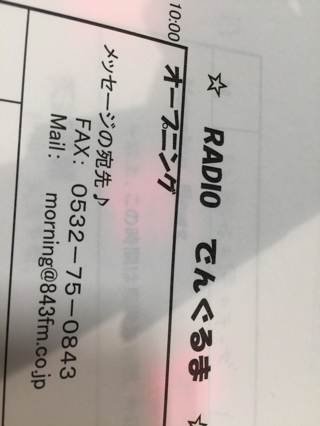 ☆ RADIO でんぐるま ☆
10:00
オープニング
メッセージの宛先♪
FAX: 0532-75-0843
Mail: morning@843fm.co.jp